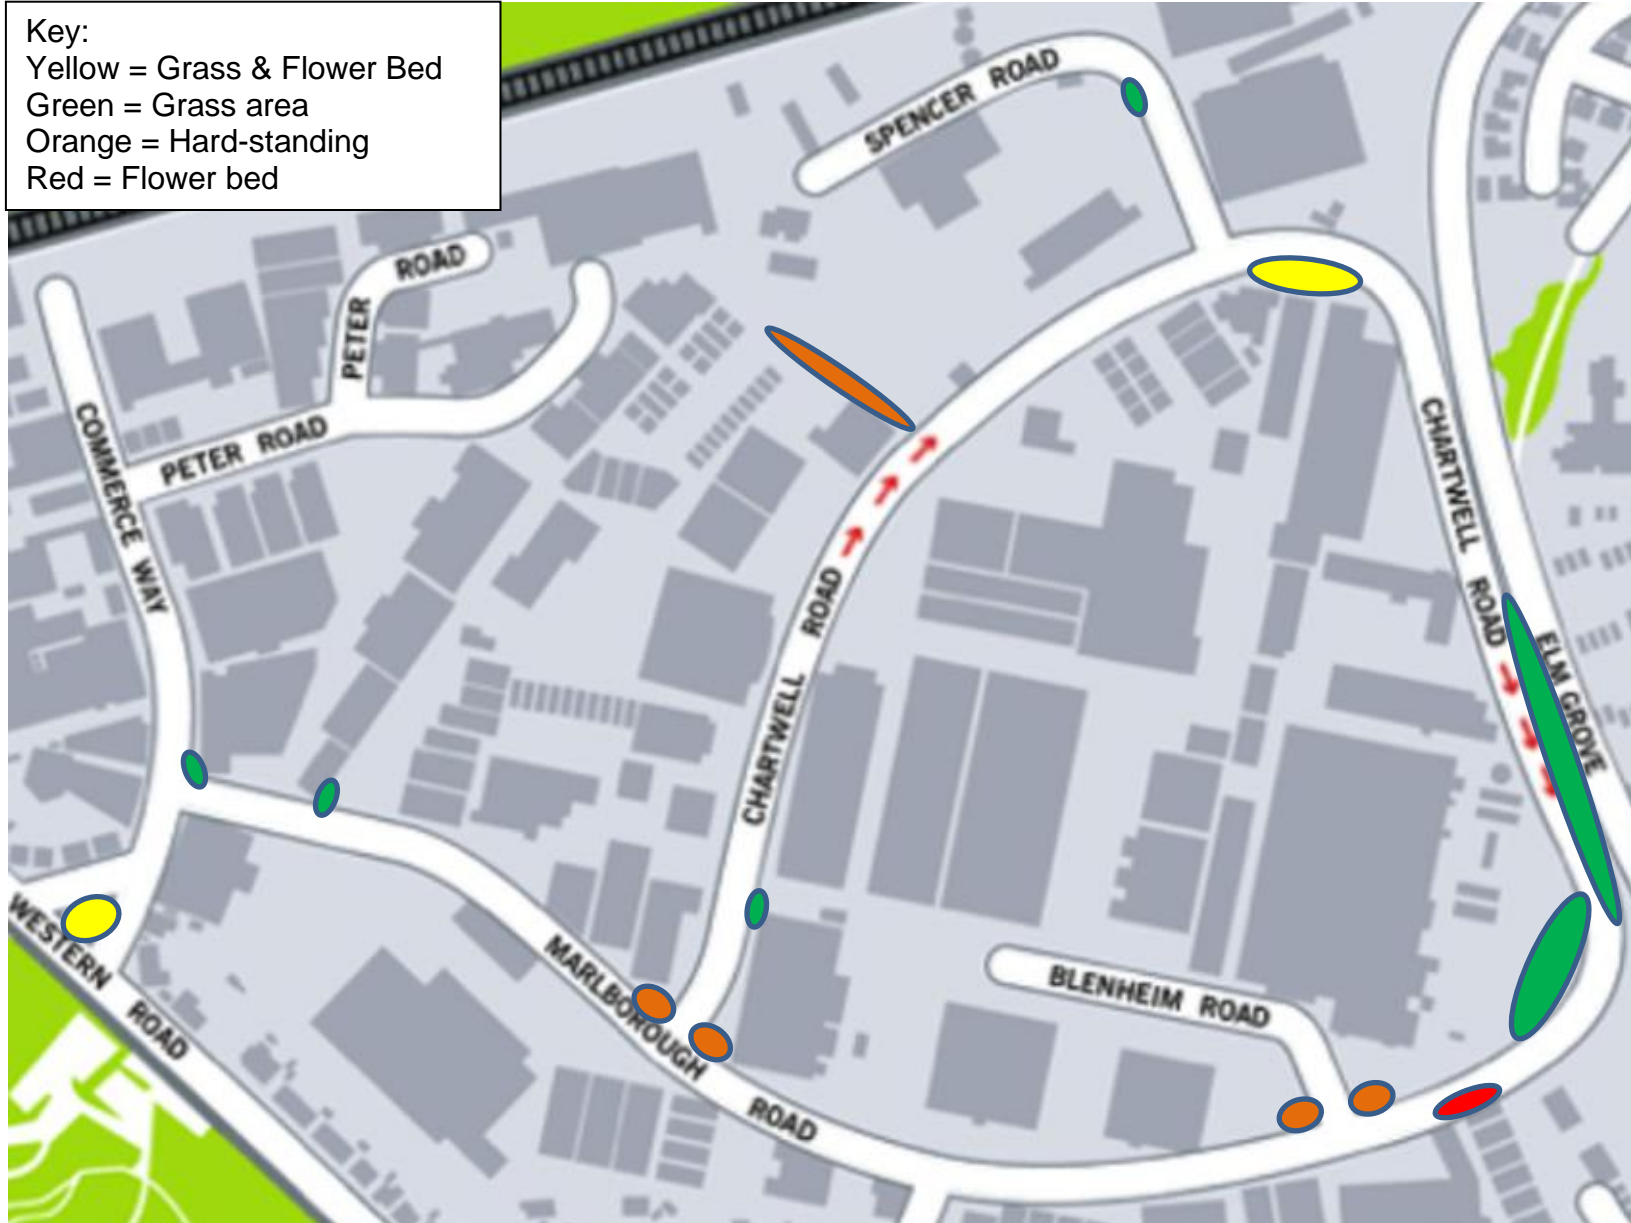 Key:
Yellow = Grass & Flower Bed
Green = Grass area
Orange = Hard-standing
Red = Flower bed
SPENCER ROAD
PETER ROAD
PETER ROAD
COMMERCE WAY
CHARTWELL ROAD
CHARTWELL ROAD
ELM GROVE
WESTERN ROAD
MARLBOROUGH ROAD
BLENHEIM ROAD